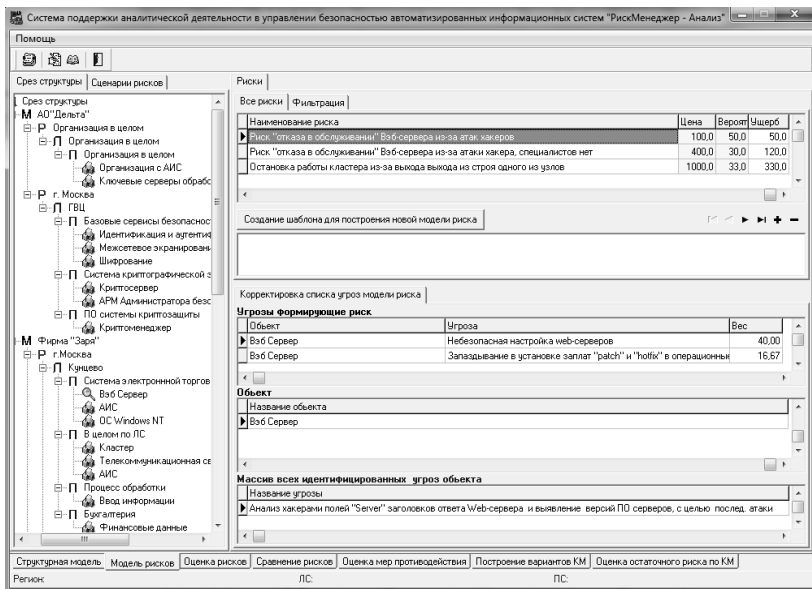 Система поддержки аналитической деятельности в управлении безопасностью автоматизированных информационных систем "РискМенеджер - Анализ"
Помощь
Срез структуры Сценарии рисков
Срез структуры
М АО"Дельта"
Р Организация в целом
Л Организация в целом
П Организация в целом
Организация с АИС
Ключевые серверы обрабо
Р г. Москва
Л ГВЦ
П Базовые сервисы безопаснос
Идентификация и аутентиф
Межсетевое экранировани
Шифрование
П Система криптографической з
Криптосервер
АРМ Администратора безо
П ПО системы криптозащиты
Криптоменеджер
М Фирма "Заря"
Р г.Москва
Л Кунцево
П Система электроннной торгов
Вэб Сервер
АИС
ОС Windows NT
П В целом по ЛС
Кластер
Телекоммуникационная св
АИС
П Процесс обработки
Ввод информации
П Бухгалтерия
Финансовые данные
Риски
Все риски Фильтрация
Наименование риска Цена Вероят Ущерб
Риск "отказа в обслуживании" Вэб-сервера из-за атак хакеров 100,0 50,0 50,0
Риск "отказа в обслуживании" Вэб-сервера из-за атаки хакера, специалистов нет 400,0 30,0 120,0
Остановка работы кластера из-за выхода выхода из строя одного из узлов 1000,0 33,0 330,0
Создание шаблона для построения новой модели риска
Корректировка списка угроз модели риска
Угрозы формирующие риск
Обьект Угроза Вес
Вэб Сервер Небезопасная настройка web-серверов 40,00
Вэб Сервер Запаздывание в установке заплат "patch" и "hotfix" в операционные 16,67
Обьект
Название обьекта
Вэб Сервер
Массив всех идентифицированных угроз обьекта
Название угрозы
Анализ хакерами полей "Server" заголовков ответа Web-сервера и выявление версий ПО серверов, с целью послед. атаки
Структурная модель Модель рисков Оценка рисков Сравнение рисков Оценка мер противодействия Построение вариантов КМ Оценка остаточного риска по КМ
Регион: ЛС: ПС: